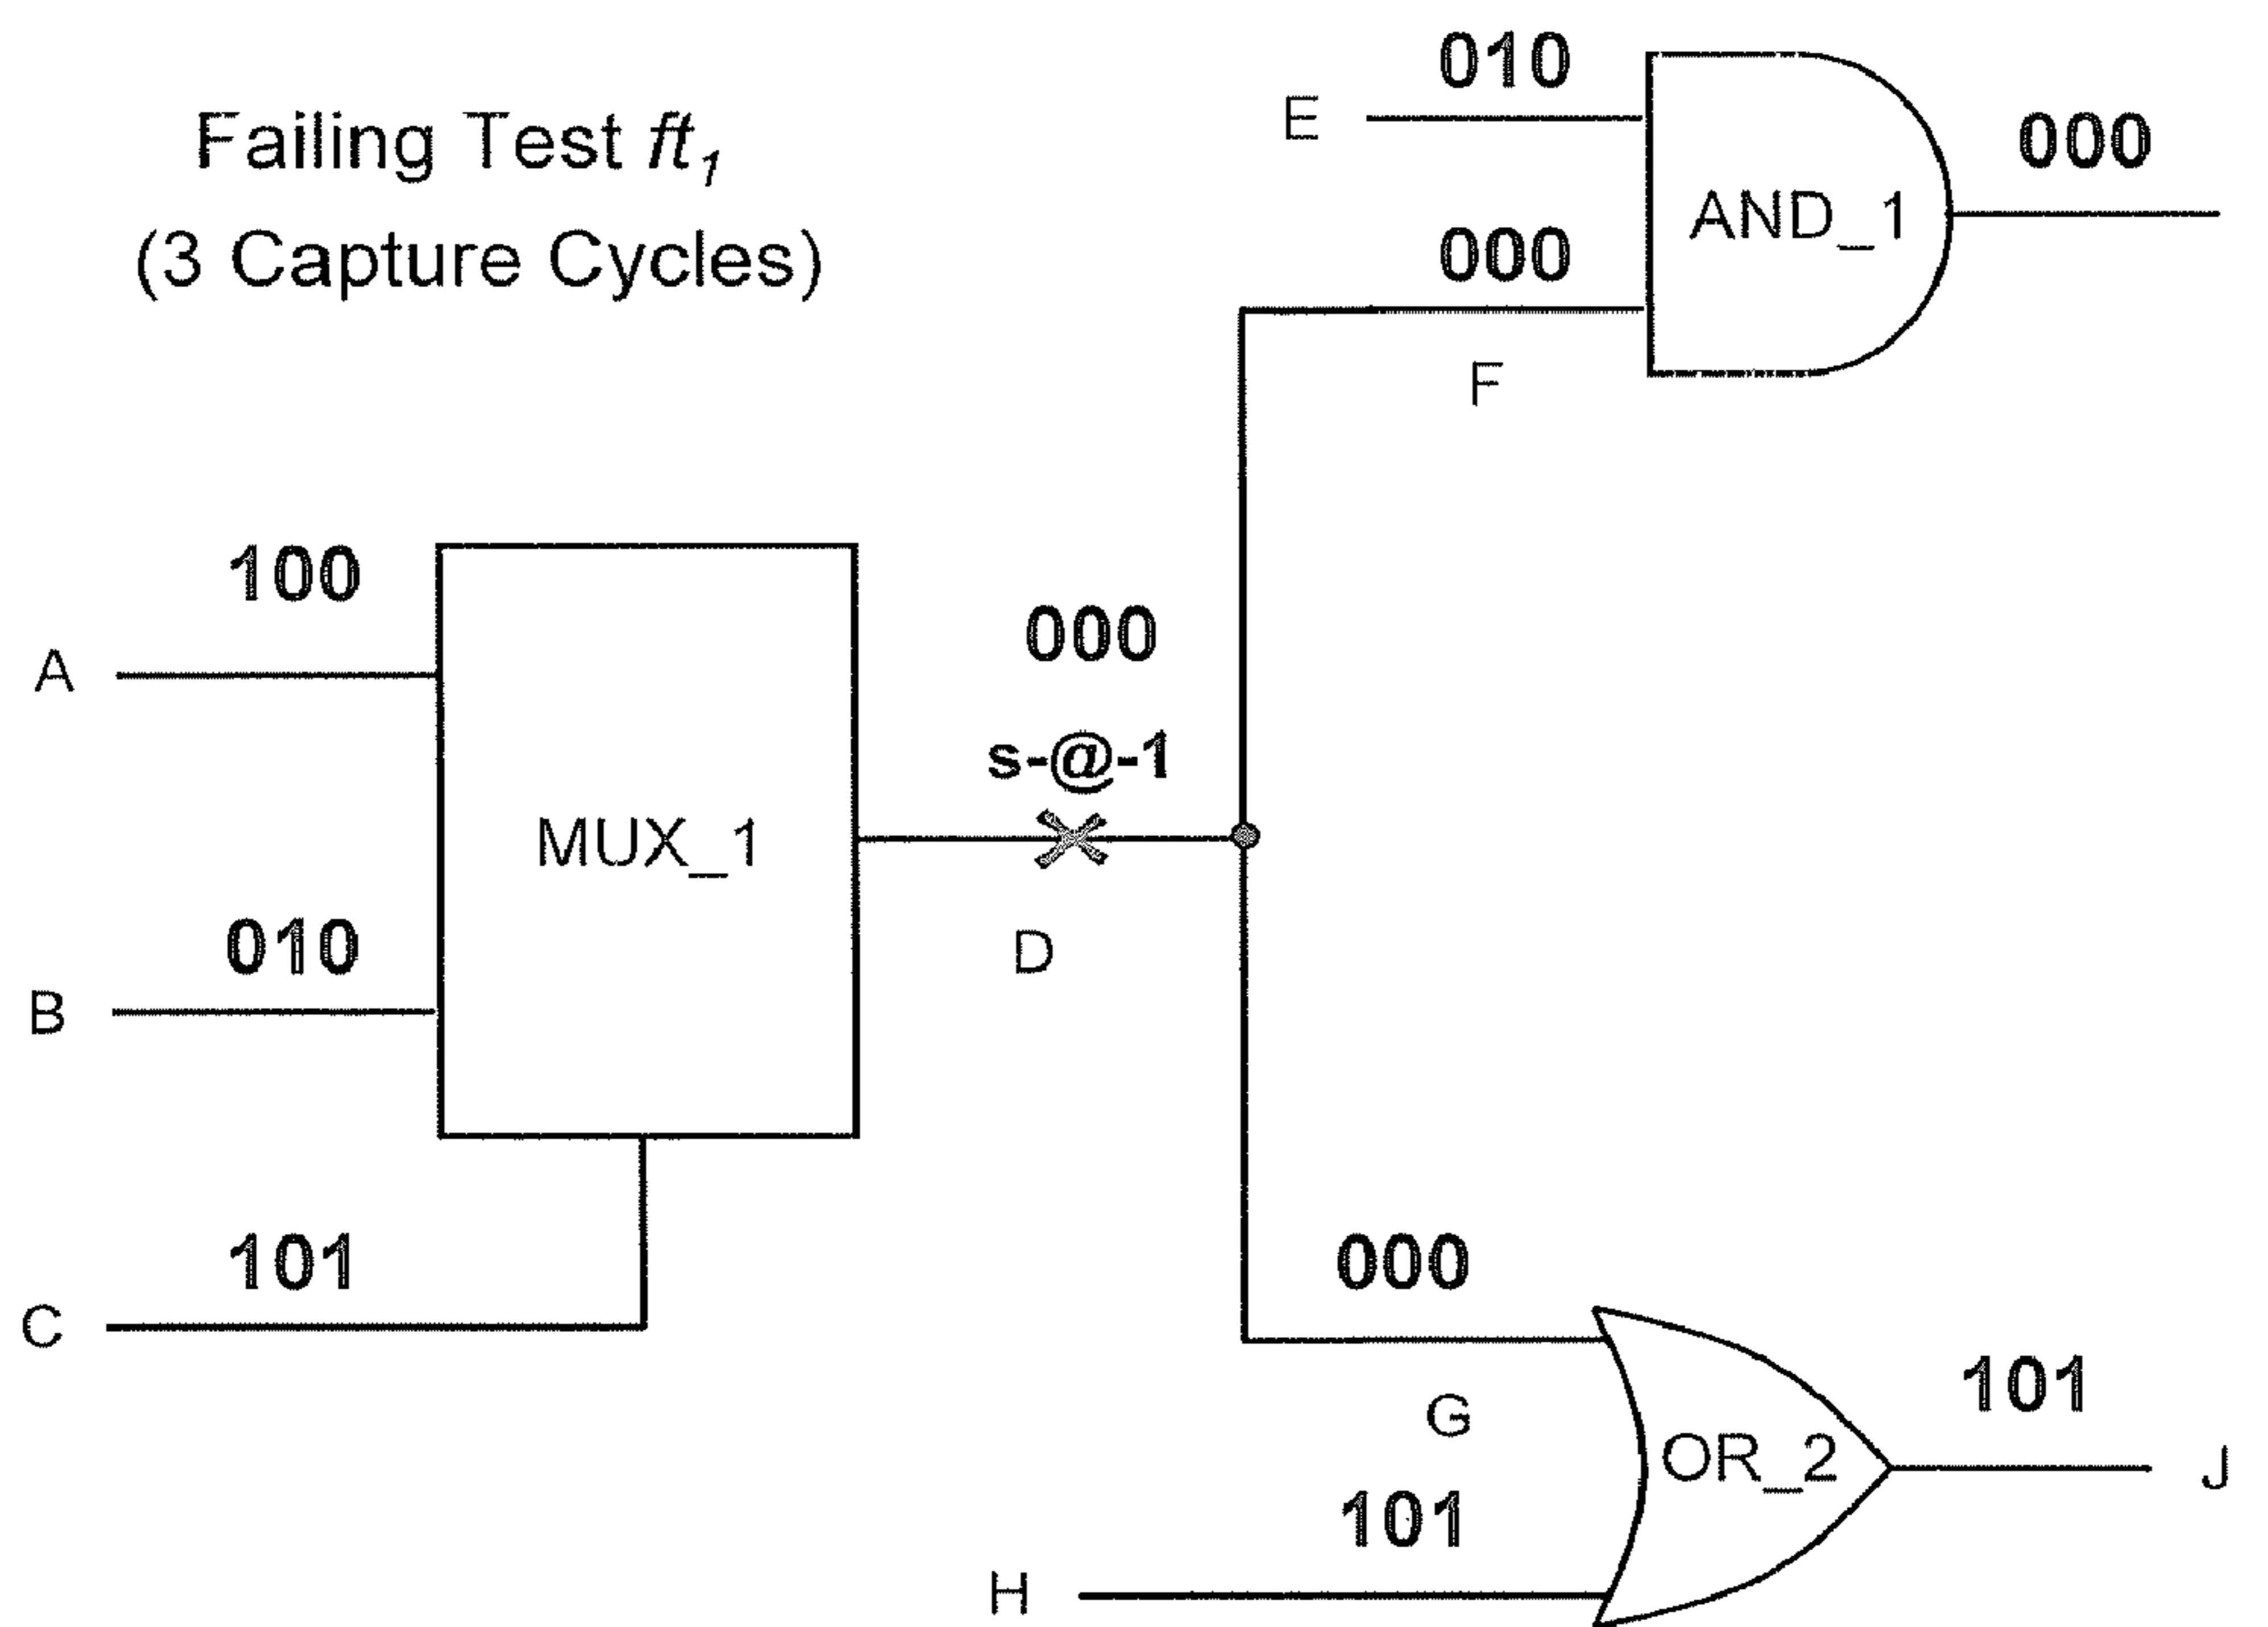 Failing Test ft1
(3 Capture Cycles)
010
E
AND_1
000
000
F
100
A
MUX_1
000
s-@-1
010
B
D
101
C
000
G
OR_2
101
J
101
H